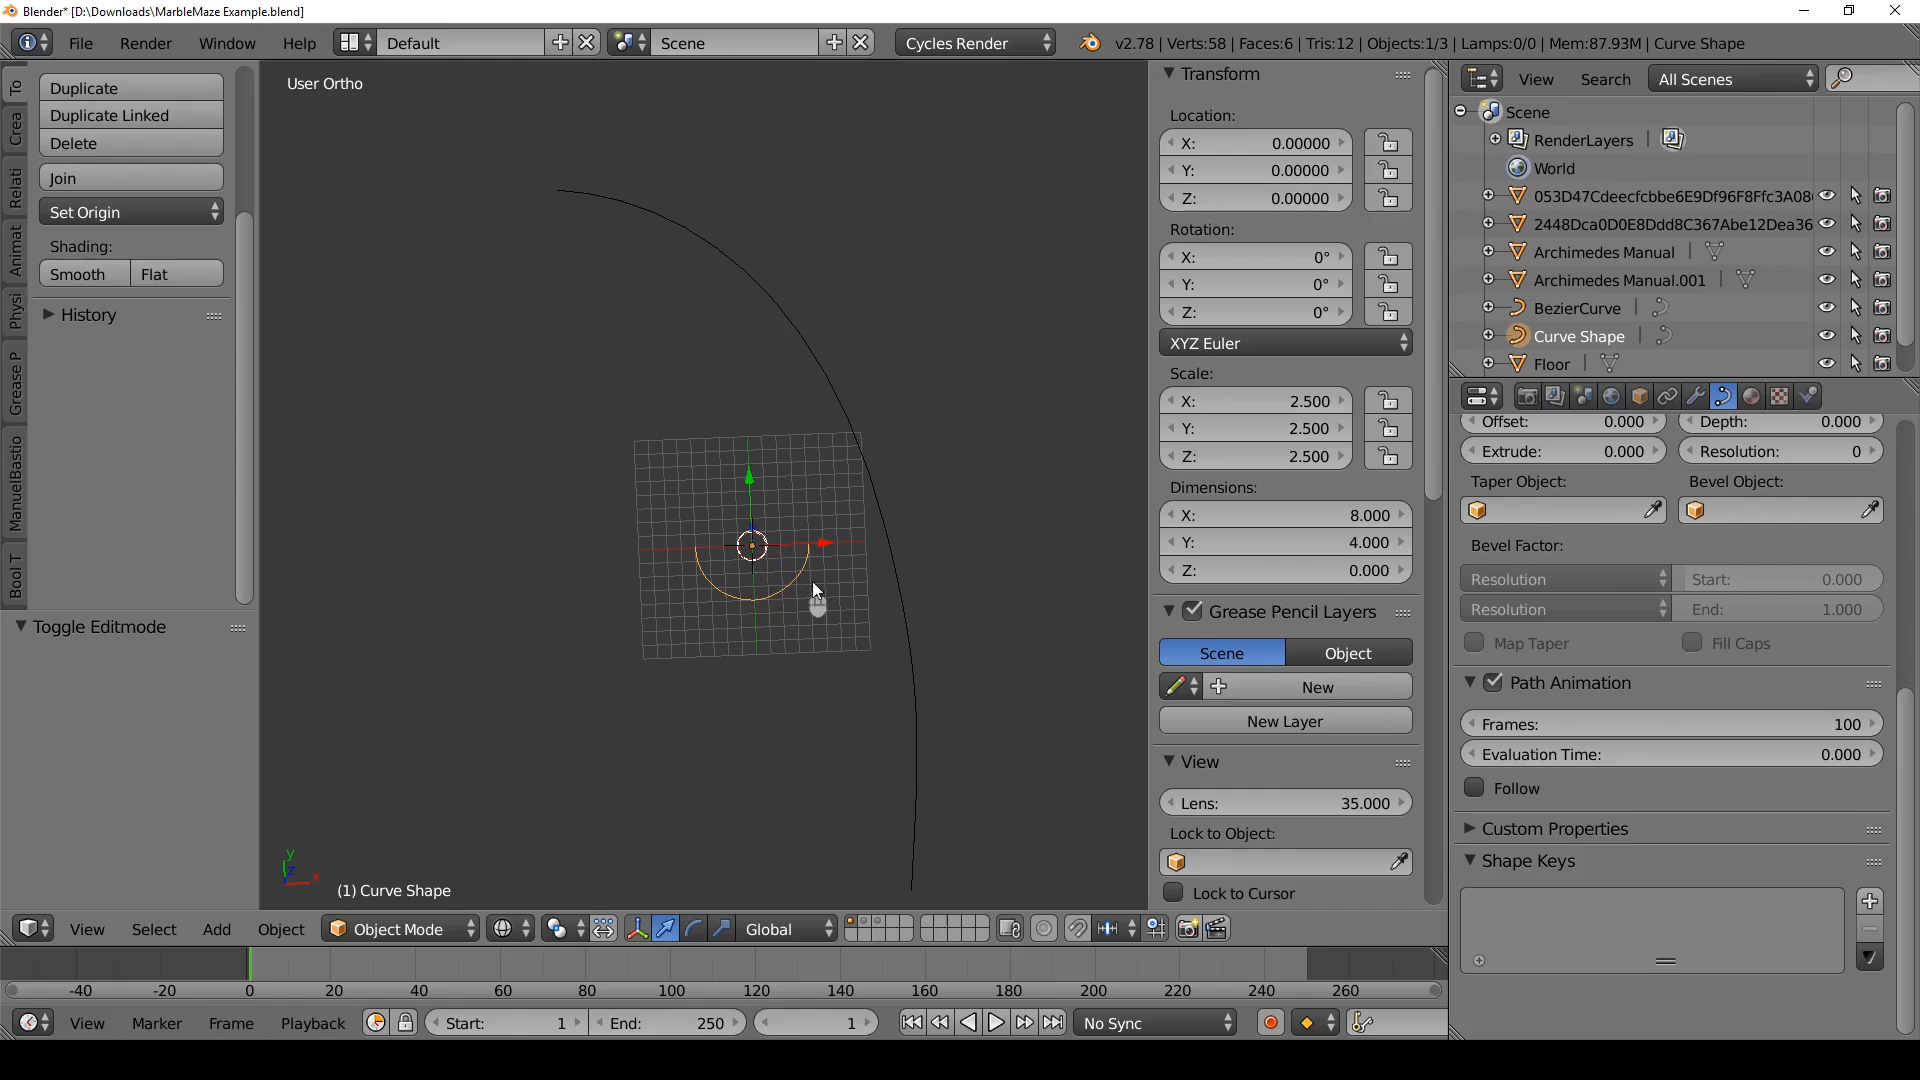 Blender* [D:\Downloads\MarbleMaze Example.blend]
File Render Window Help Default Scene Cycles Render v2.78 | Verts:58 | Faces:6 | Tris:12 | Objects:1/3 | Lamps:0/0 | Mem:87.93M | Curve Shape
To
Crea
Relati
Animat
Physi
Grease P
ManuelBastio
Bool T
Duplicate
Duplicate Linked
Delete
Join
Set Origin
Shading:
Smooth Flat
History
Toggle Editmode
User Ortho
y
z
x
(1) Curve Shape
Transform
Location:
X: 0.00000
Y: 0.00000
Z: 0.00000
Rotation:
X: 0°
Y: 0°
Z: 0°
XYZ Euler
Scale:
X: 2.500
Y: 2.500
Z: 2.500
Dimensions:
X: 8.000
Y: 4.000
Z: 0.000
Grease Pencil Layers
Scene Object
New
New Layer
View
Lens: 35.000
Lock to Object:
Lock to Cursor
View Search All Scenes
Scene
RenderLayers
World
053D47Cdeecfcbbe6E9Df96F8Ffc3A08
2448Dca0D0E8Ddd8C367Abe12Dea36
Archimedes Manual
Archimedes Manual.001
BezierCurve
Curve Shape
Floor
Offset: 0.000 Depth: 0.000
Extrude: 0.000 Resolution: 0
Taper Object: Bevel Object:
Bevel Factor:
Resolution Start: 0.000
Resolution End: 1.000
Map Taper Fill Caps
Path Animation
Frames: 100
Evaluation Time: 0.000
Follow
Custom Properties
Shape Keys
View Select Add Object Object Mode Global
-40 -20 0 20 40 60 80 100 120 140 160 180 200 220 240 260
View Marker Frame Playback Start: 1 End: 250 1 No Sync